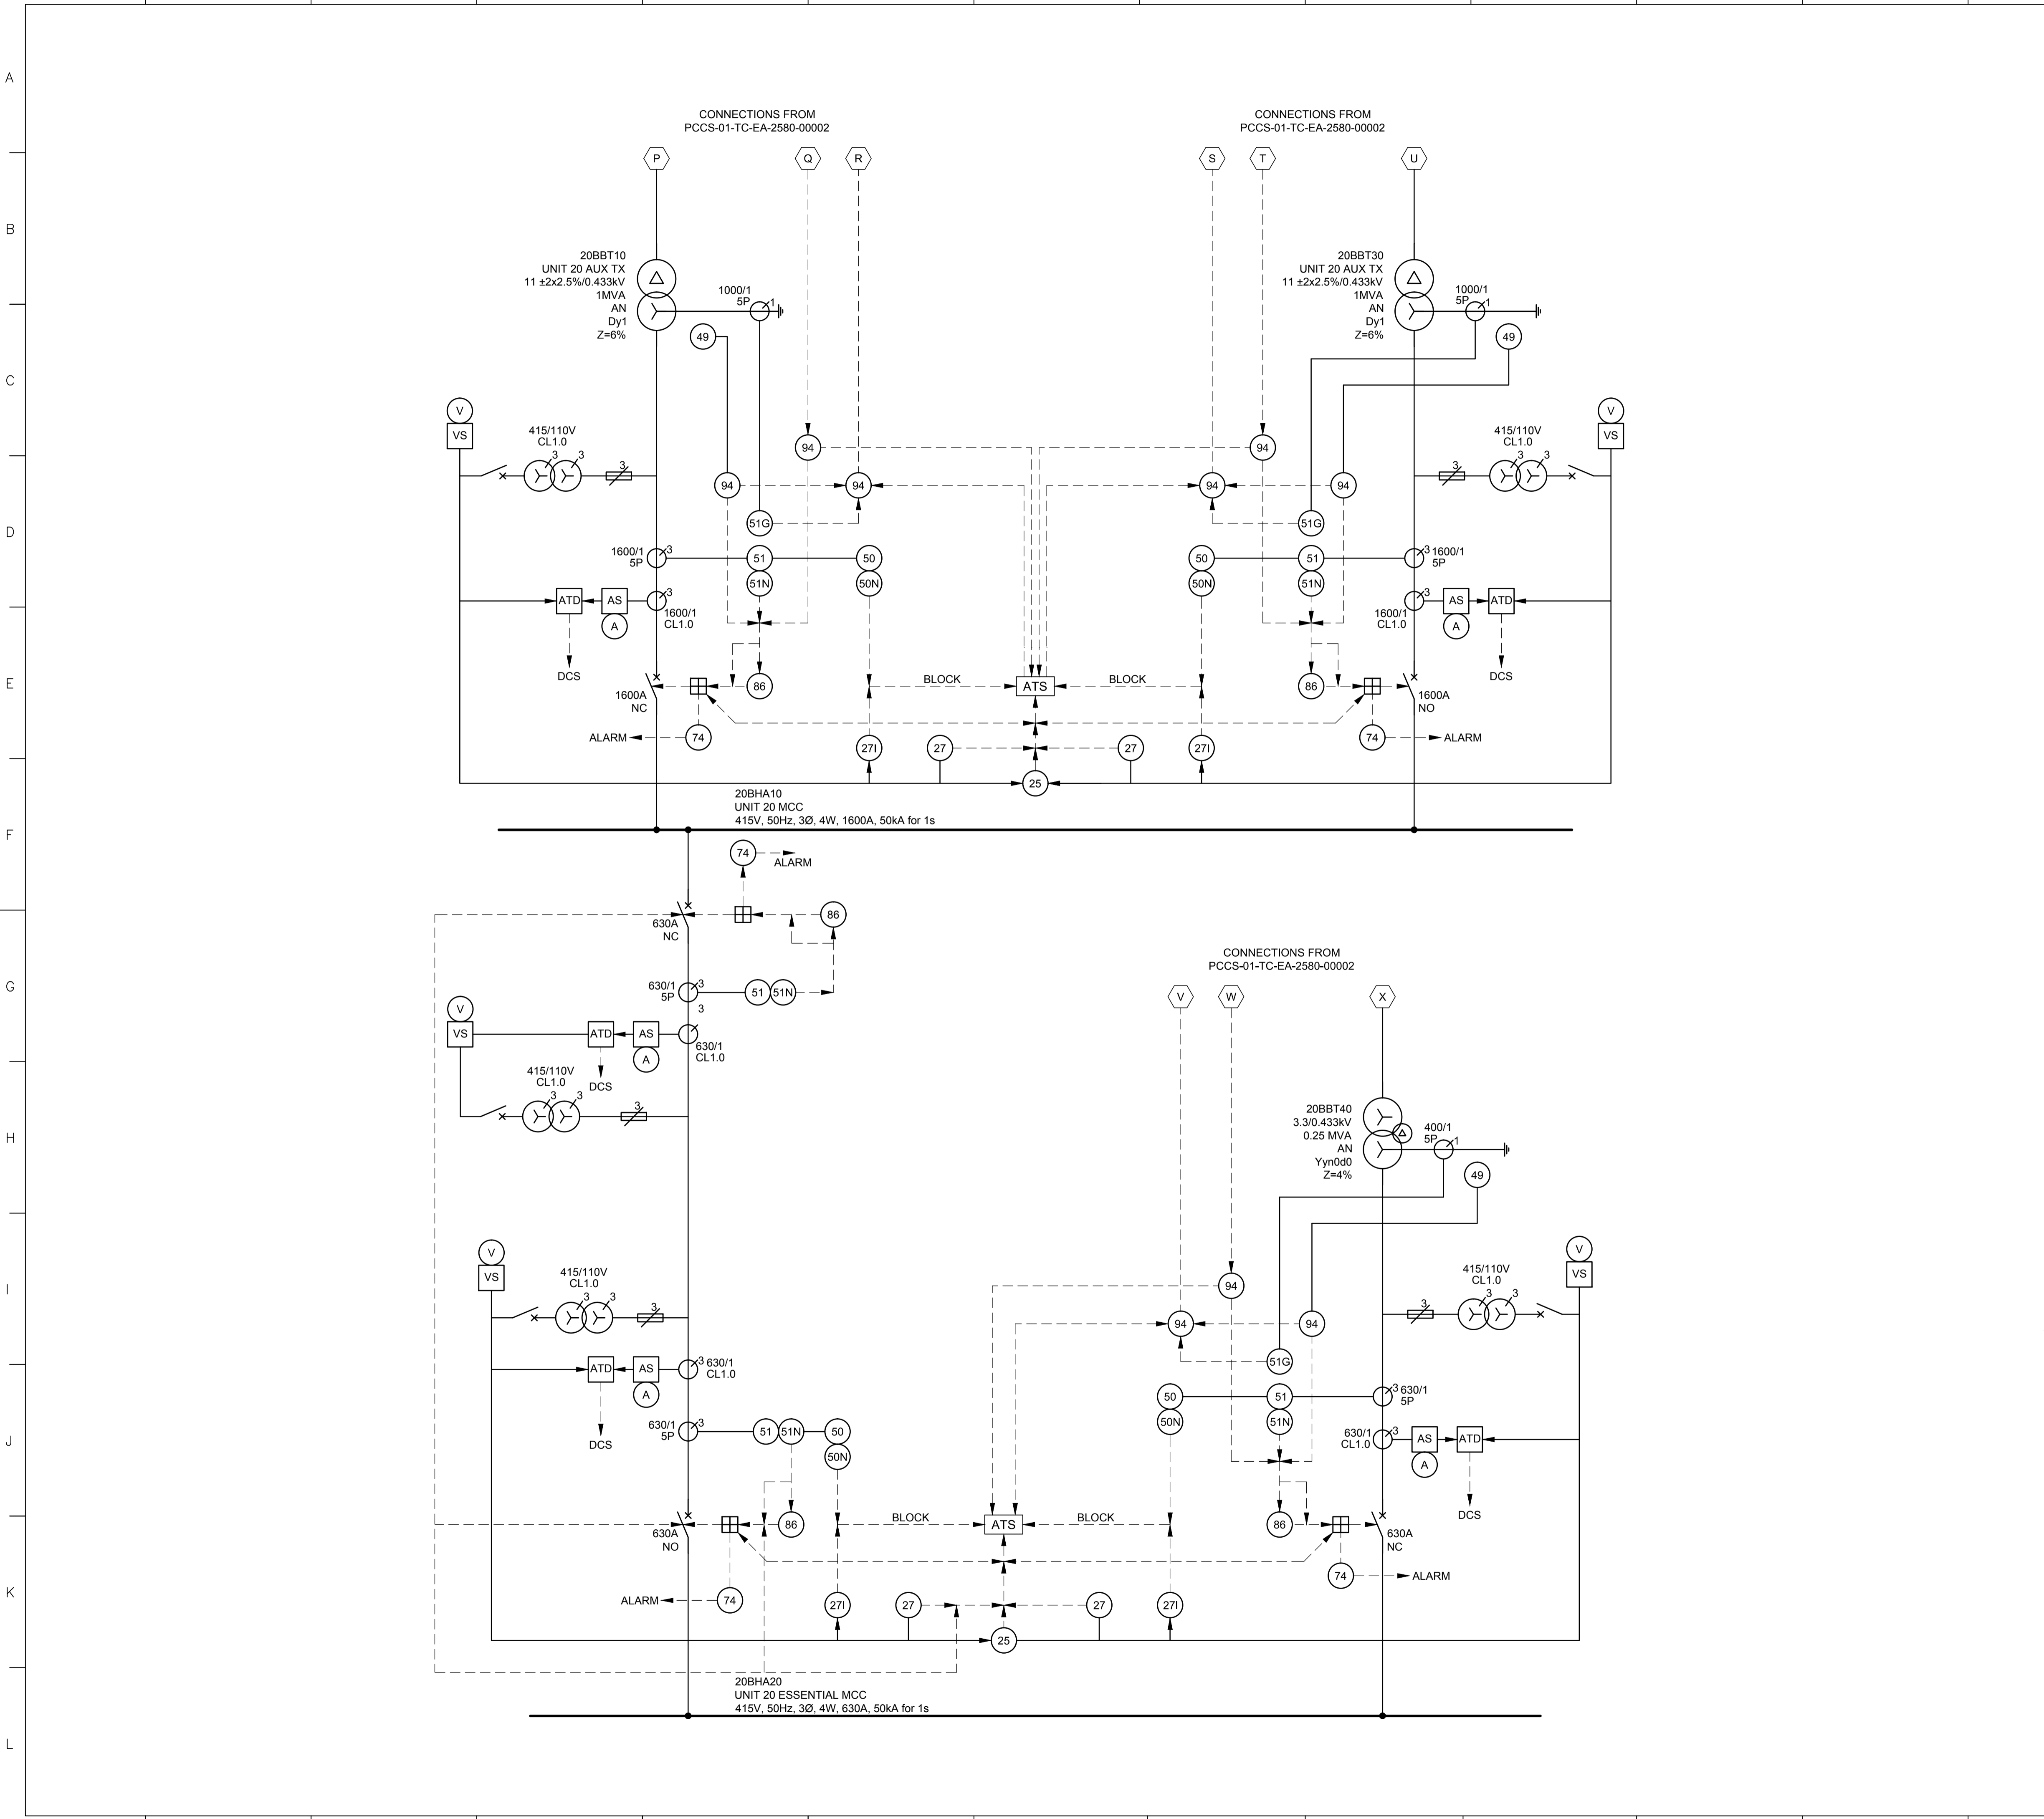 A
B
C
D
E
F
G
H
I
J
K
L
CONNECTIONS FROM
PCCS-01-TC-EA-2580-00002
CONNECTIONS FROM
PCCS-01-TC-EA-2580-00002
P
Q
R
S
T
U
20BBT10
UNIT 20 AUX TX
11 ±2x2.5%/0.433kV
1MVA
AN
Dy1
Z=6%
1000/1
5P
1
49
20BBT30
UNIT 20 AUX TX
11 ±2x2.5%/0.433kV
1MVA
AN
Dy1
Z=6%
1000/1
5P
1
49
V
VS
415/110V
CL1.0
3
3
3
94
94
94
94
94
94
415/110V
CL1.0
3
3
3
V
VS
51G
51G
1600/1
5P
3
51
51N
50
50N
50
50N
51
51N
3
1600/1
5P
ATD
AS
A
3
1600/1
CL1.0
3
1600/1
CL1.0
AS
A
ATD
DCS
DCS
1600A
NC
86
BLOCK
ATS
BLOCK
86
1600A
NO
ALARM
74
27I
27
27
27I
74
ALARM
25
20BHA10
UNIT 20 MCC
415V, 50Hz, 3Ø, 4W, 1600A, 50kA for 1s
74
ALARM
630A
NC
86
630/1
5P
3
51
51N
3
V
VS
ATD
AS
A
630/1
CL1.0
DCS
415/110V
CL1.0
3
3
3
CONNECTIONS FROM
PCCS-01-TC-EA-2580-00002
V
W
X
20BBT40
3.3/0.433kV
0.25 MVA
AN
Yyn0d0
Z=4%
400/1
5P
1
49
V
VS
415/110V
CL1.0
3
3
3
94
94
94
415/110V
CL1.0
3
3
3
V
VS
51G
ATD
AS
A
3
630/1
CL1.0
DCS
630/1
5P
3
51
51N
50
50N
50
50N
51
51N
3
630/1
5P
630/1
CL1.0
3
AS
A
ATD
DCS
630A
NO
86
BLOCK
ATS
BLOCK
86
630A
NC
ALARM
74
27I
27
27
27I
74
ALARM
25
20BHA20
UNIT 20 ESSENTIAL MCC
415V, 50Hz, 3Ø, 4W, 630A, 50kA for 1s